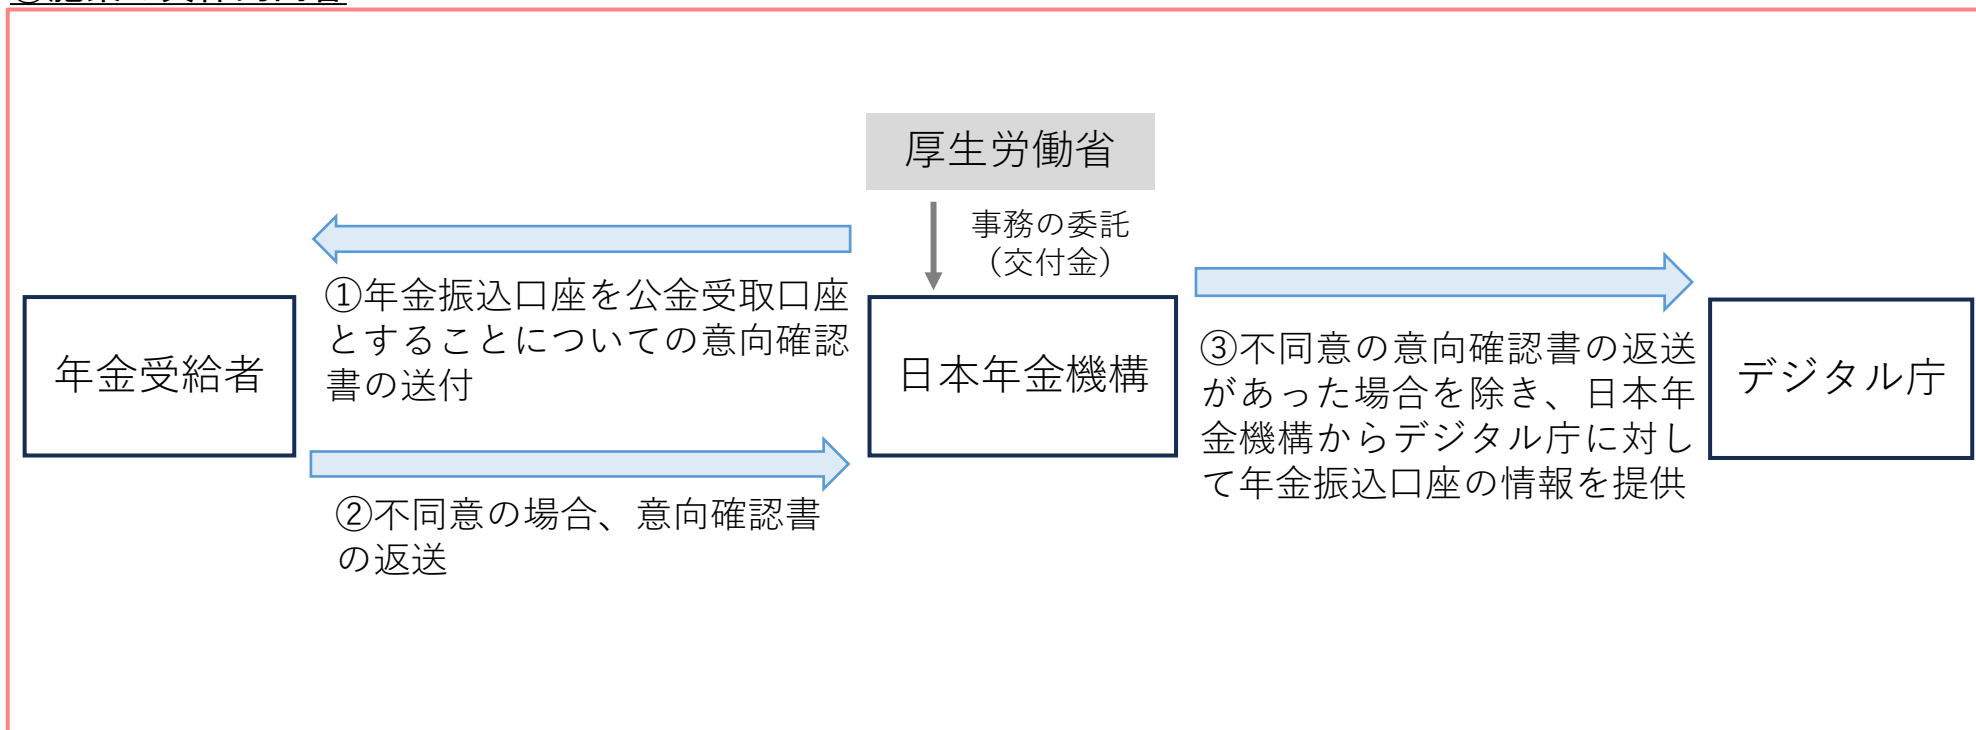 厚生労働省
事務の委託
（交付金）
①年金振込口座を公金受取口座
とすることについての意向確認
書の送付
年金受給者
日本年金機構
③不同意の意向確認書の返送
があった場合を除き、日本年
金機構からデジタル庁に対し
て年金振込口座の情報を提供
デジタル庁
②不同意の場合、意向確認書
の返送